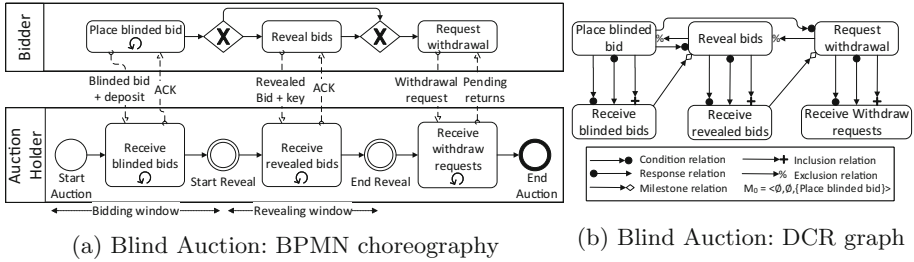 Bidder
Place blinded bid
X
Reveal bids
X
Request
withdrawal
Blinded bid
+ deposit
ACK
Revealed
Bid + key
ACK
Withdrawal
request
Pending
returns
Auction
Holder
Start
Auction
Receive
blinded bids
Start Reveal
Receive
revealed bids
End Reveal
Receive
withdraw
requests
End
Auction
Bidding window
Revealing window
(a) Blind Auction: BPMN choreography
Place blinded
bid
%
Reveal bids
%
Request
withdrawal
Receive
blinded bids
Receive
revealed bids
Receive Withdraw
requests
Condition relation
Response relation
Milestone relation
Inclusion relation
% Exclusion relation
M₀ = <∅,∅,{Place blinded bid}>
(b) Blind Auction: DCR graph